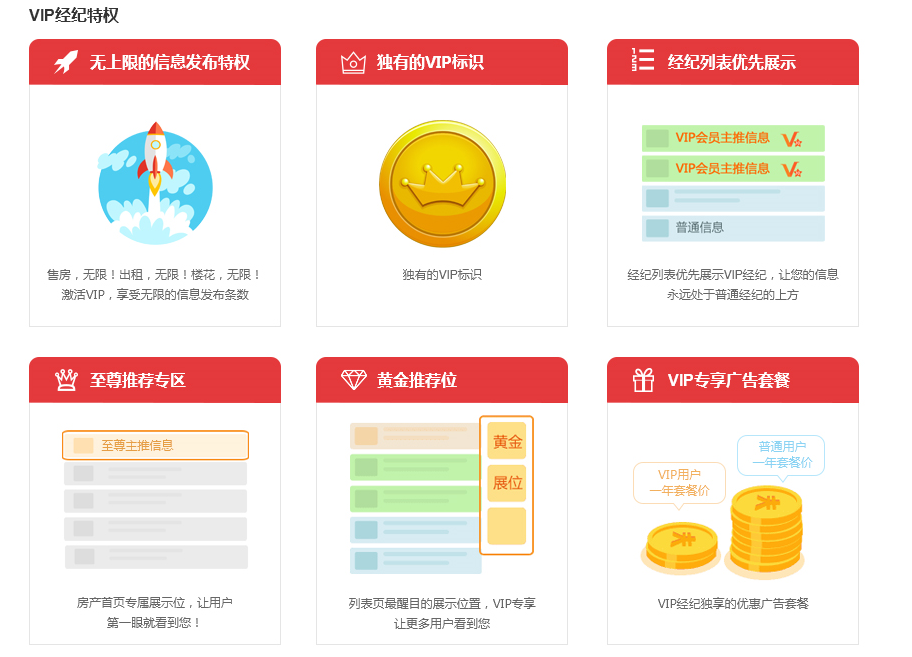 VIP经纪特权
无上限的信息发布特权
售房，无限！出租，无限！楼花，无限！
激活VIP，享受无限的信息发布条数
独有的VIP标识
独有的VIP标识
123
经纪列表优先展示
VIP会员主推信息
VIP会员主推信息
普通信息
经纪列表优先展示VIP经纪，让您的信息
永远处于普通经纪的上方
至尊推荐专区
至尊主推信息
房产首页专属展示位，让用户
第一眼就看到您！
黄金推荐位
黄金
展位
列表页最醒目的展示位置，VIP专享
让更多用户看到您
VIP专享广告套餐
普通用户
一年套餐价
VIP用户
一年套餐价
VIP经纪独享的优惠广告套餐